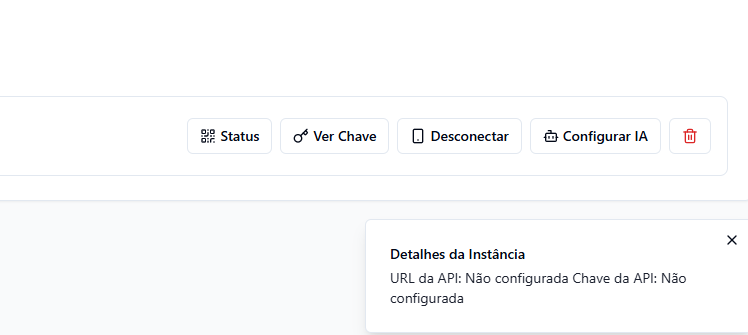 Status Ver Chave Desconectar Configurar IA
Detalhes da Instância
URL da API: Não configurada Chave da API: Não
configurada